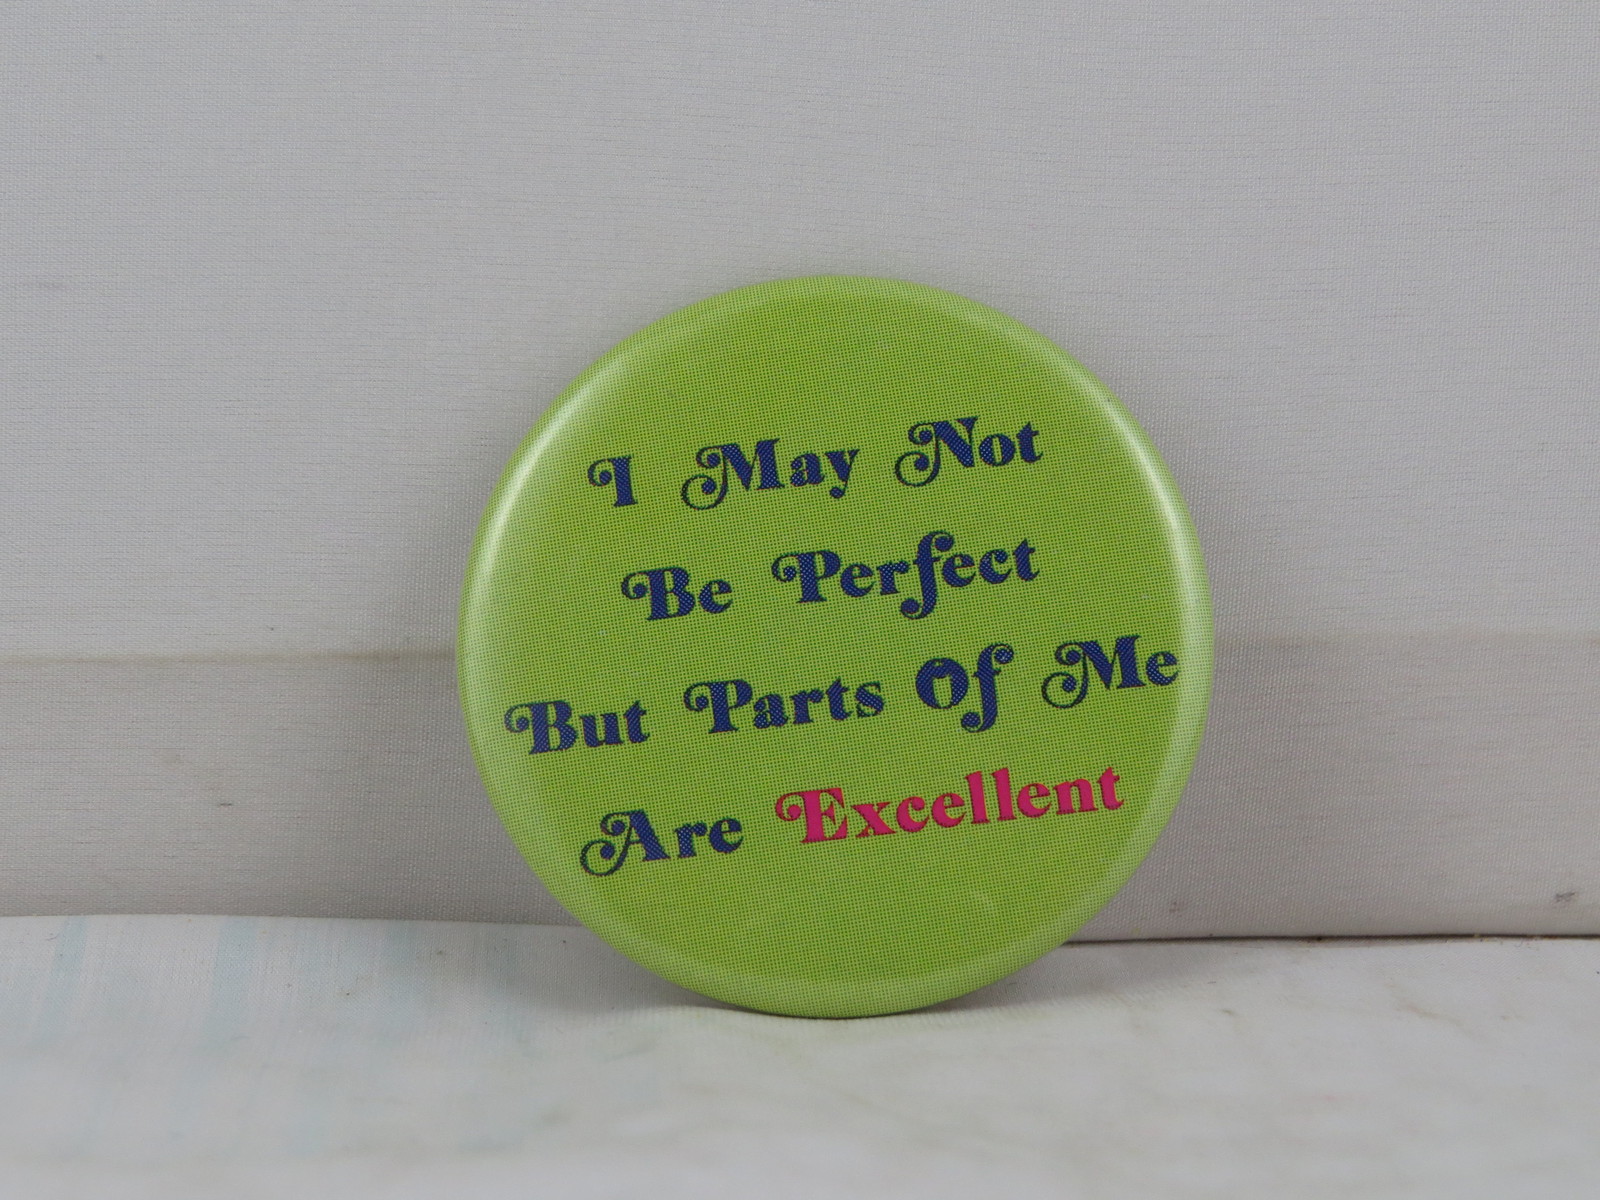 I May Not
Be Perfect
But Parts Of Me
Are Excellent